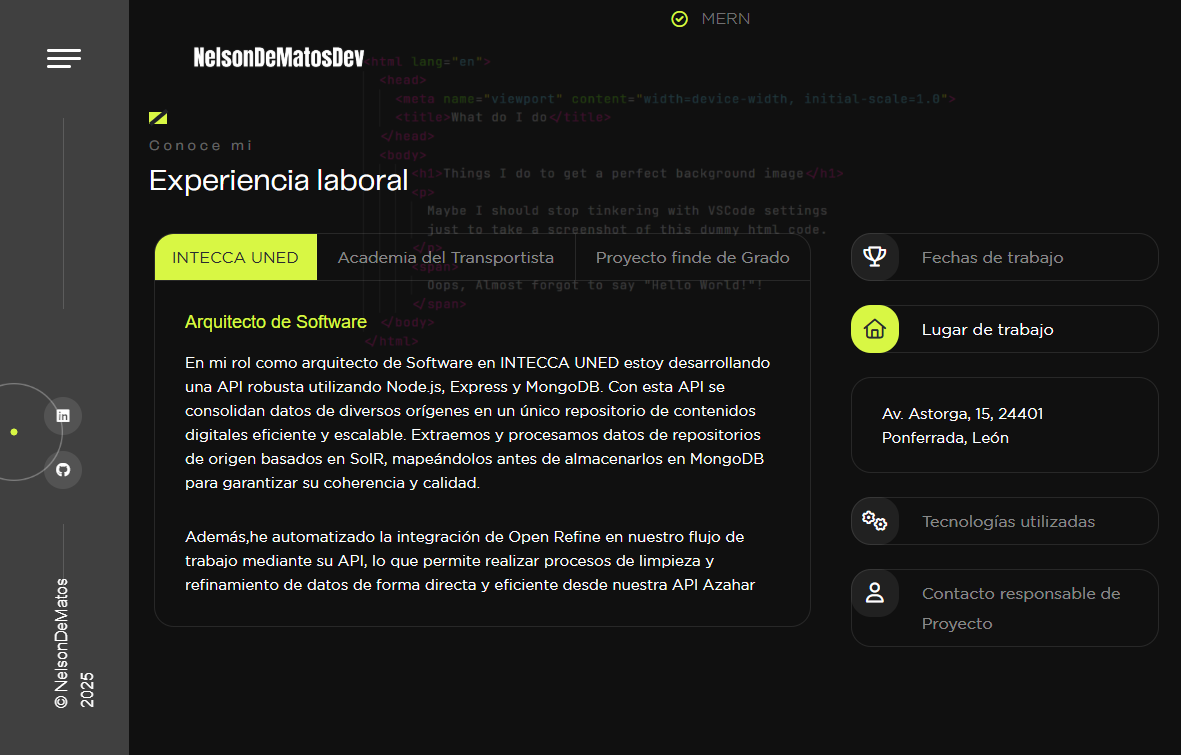 MERN
NelsonDeMatosDev
<html lang="en">
<head>
<meta name="viewport" content="width=device-width, initial-scale=1.0">
<title>What do I do</title>
</head>
<body>
<h1>Things I do to get a perfect background image</h1>
<p>
Maybe I should stop tinkering with VSCode settings
just to take a screenshot of this dummy html code.
</p>
<span>
Oops, Almost forgot to say "Hello World!"!
</span>
</body>
</html>
Conoce mi
Experiencia laboral
INTECCA UNED
Academia del Transportista
Proyecto finde de Grado
Arquitecto de Software
En mi rol como arquitecto de Software en INTECCA UNED estoy desarrollando
una API robusta utilizando Node.js, Express y MongoDB. Con esta API se
consolidan datos de diversos orígenes en un único repositorio de contenidos
digitales eficiente y escalable. Extraemos y procesamos datos de repositorios
de origen basados en SolR, mapeándolos antes de almacenarlos en MongoDB
para garantizar su coherencia y calidad.
Además,he automatizado la integración de Open Refine en nuestro flujo de
trabajo mediante su API, lo que permite realizar procesos de limpieza y
refinamiento de datos de forma directa y eficiente desde nuestra API Azahar
Fechas de trabajo
Lugar de trabajo
Av. Astorga, 15, 24401
Ponferrada, León
Tecnologías utilizadas
Contacto responsable de
Proyecto
in
© NelsonDeMatos
2025